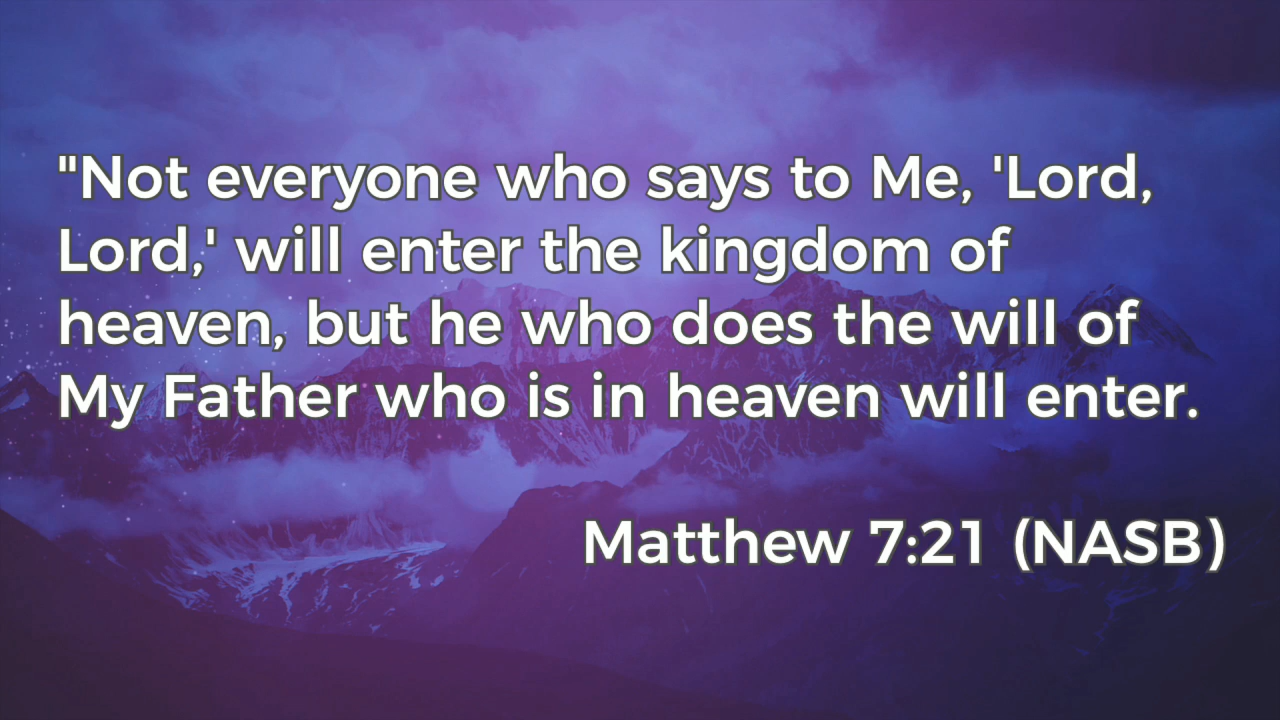 "Not everyone who says to Me, 'Lord,
Lord,' will enter the kingdom of
heaven, but he who does the will of
My Father who is in heaven will enter.
Matthew 7:21 (NASB)